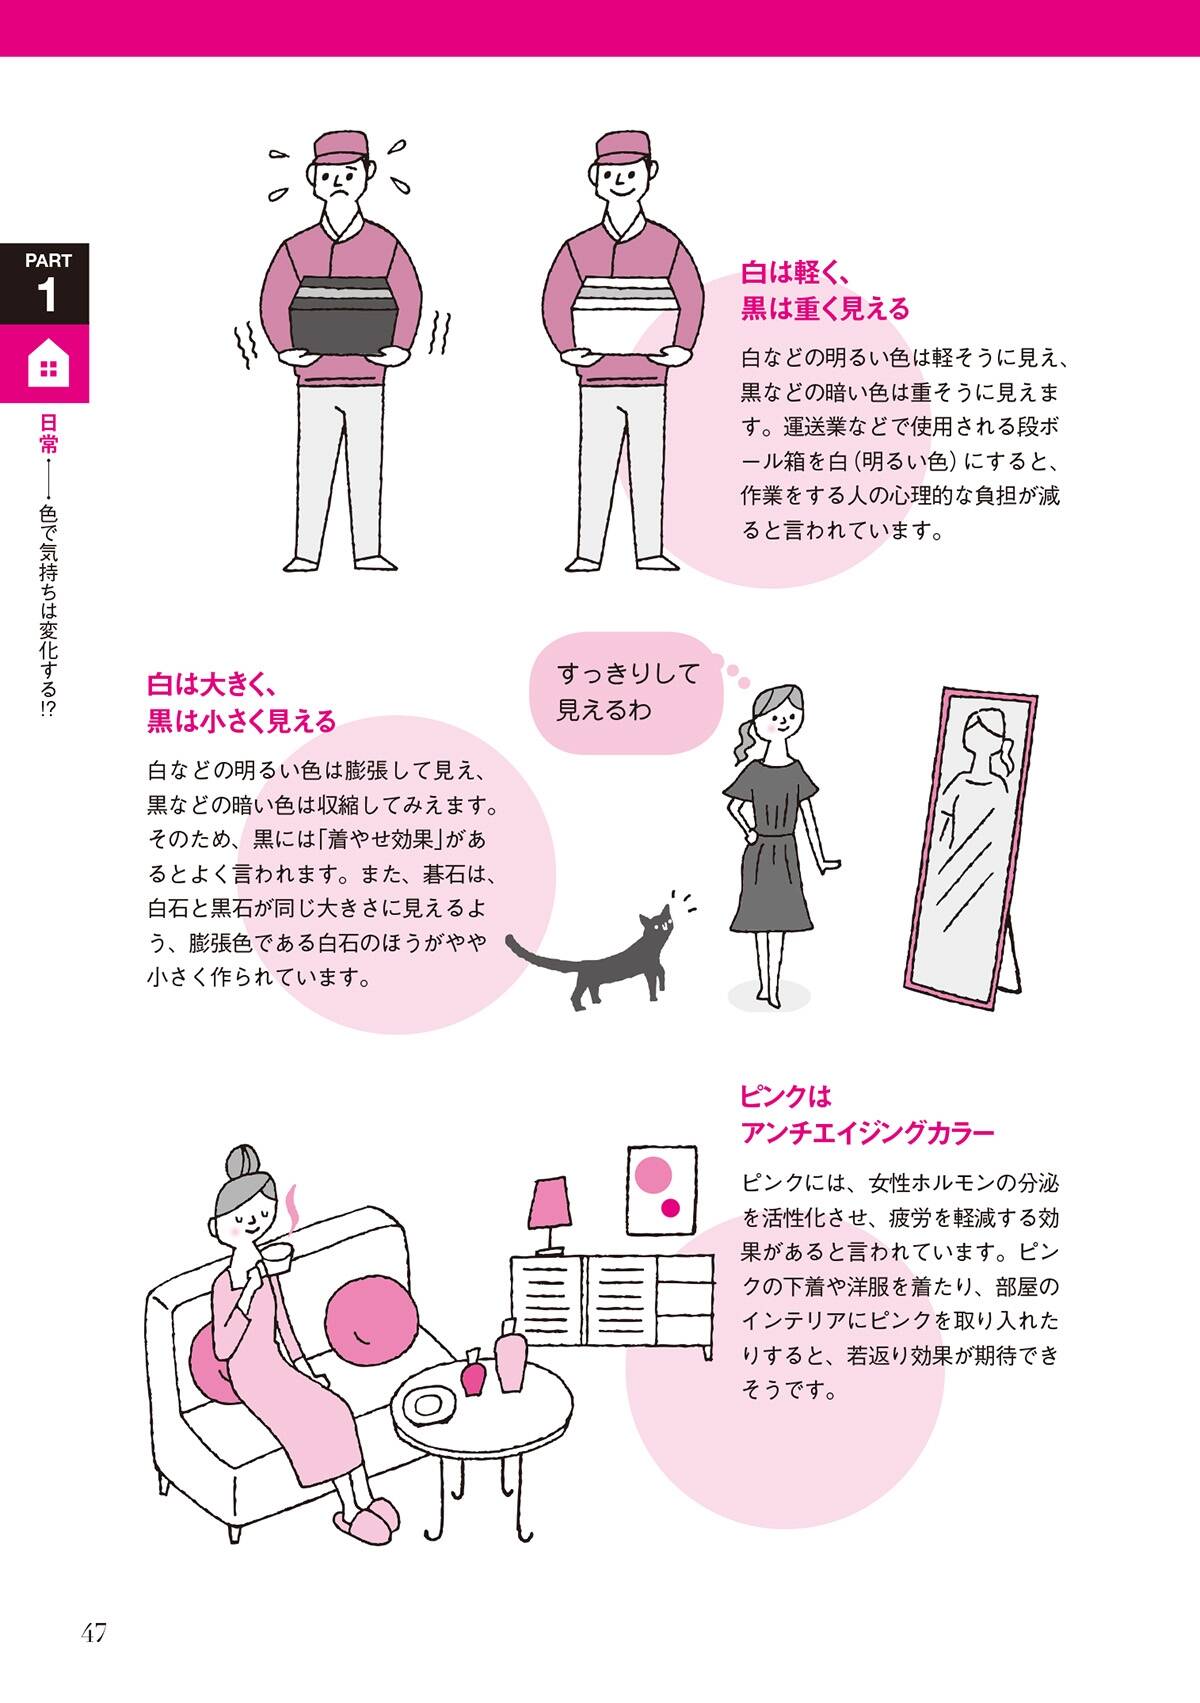 PART
1
日常――色で気持ちは変化する!?
白は軽く、
黒は重く見える
白などの明るい色は軽そうに見え、
黒などの暗い色は重そうに見えま
す。運送業などで使用される段ボ
ール箱を白（明るい色）にすると、
作業をする人の心理的な負担が減
ると言われています。
白は大きく、
黒は小さく見える
白などの明るい色は膨張して見え、
黒などの暗い色は収縮してみえます。
そのため、黒には「着やせ効果」があ
るとよく言われます。また、碁石は、
白石と黒石が同じ大きさに見えるよ
う、膨張色である白石のほうがやや
小さく作られています。
すっきりして
見えるわ
ピンクは
アンチエイジングカラー
ピンクには、女性ホルモンの分泌
を活性化させ、疲労を軽減する効
果があると言われています。ピン
クの下着や洋服を着たり、部屋の
インテリアにピンクを取り入れた
りすると、若返り効果が期待でき
そうです。
47